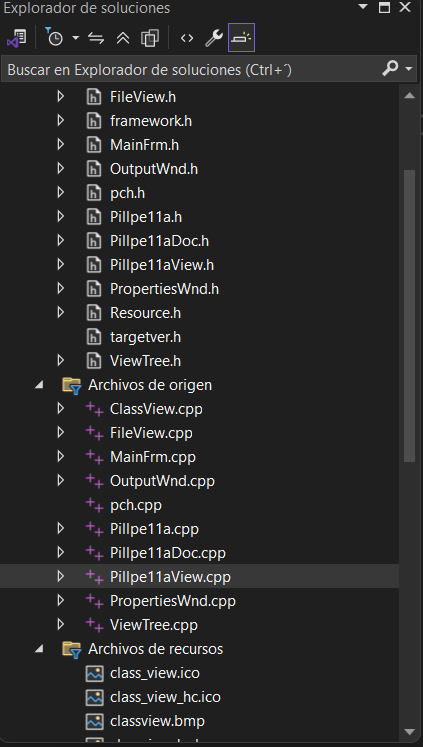 Explorador de soluciones
Buscar en Explorador de soluciones (Ctrl+´)
FileView.h
framework.h
MainFrm.h
OutputWnd.h
pch.h
Pillpe11a.h
Pillpe11aDoc.h
Pillpe11aView.h
PropertiesWnd.h
Resource.h
targetver.h
ViewTree.h
Archivos de origen
ClassView.cpp
FileView.cpp
MainFrm.cpp
OutputWnd.cpp
pch.cpp
Pillpe11a.cpp
Pillpe11aDoc.cpp
Pillpe11aView.cpp
PropertiesWnd.cpp
ViewTree.cpp
Archivos de recursos
class_view.ico
class_view_hc.ico
classview.bmp